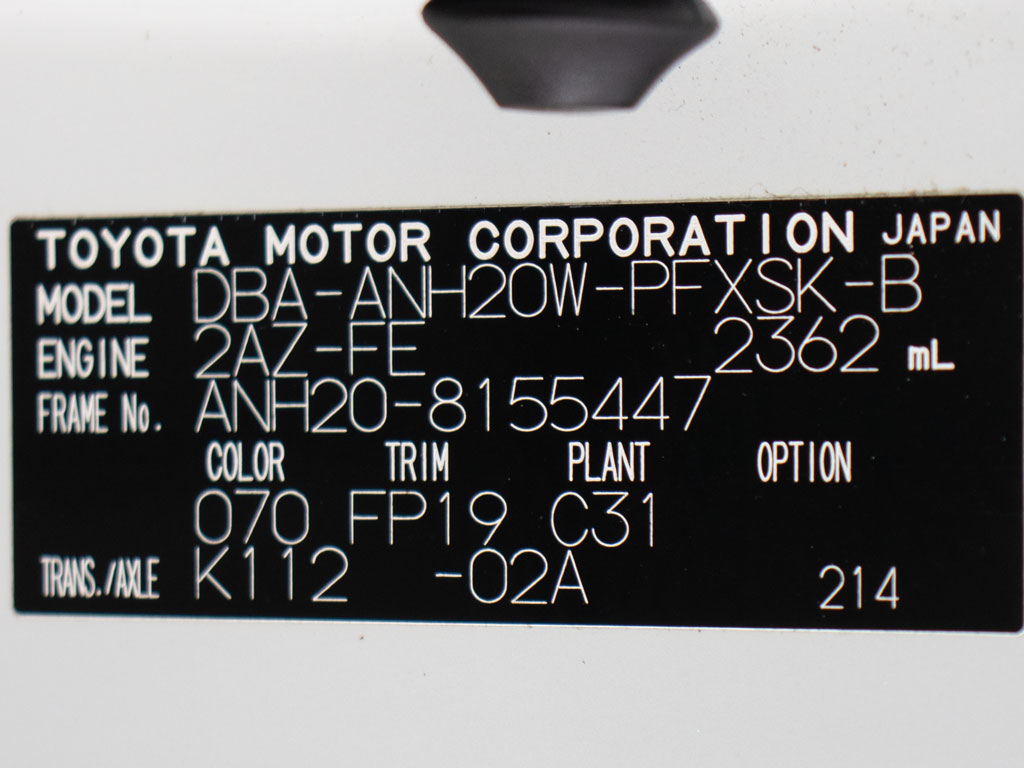 TOYOTA MOTOR CORPORATION JAPAN
MODEL DBA-ANH20W-PFXSK-B
ENGINE 2AZ-FE 2362 mL
FRAME No. ANH20-8155447
COLOR TRIM PLANT OPTION
070 FP19 C31
TRANS./AXLE K112 -02A 214